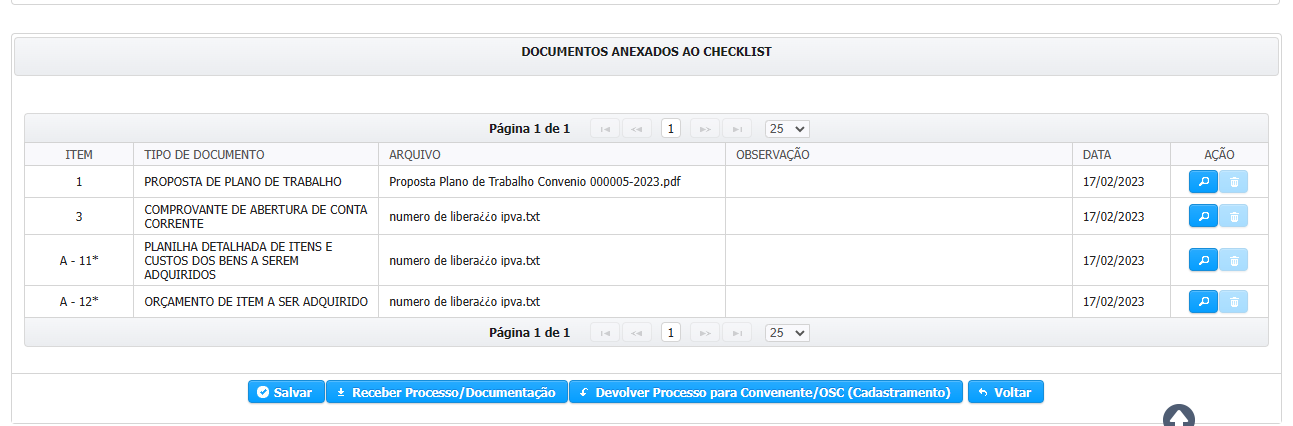 DOCUMENTOS ANEXADOS AO CHECKLIST
Página 1 de 1 1 25
ITEM TIPO DE DOCUMENTO ARQUIVO OBSERVAÇÃO DATA AÇÃO
1 PROPOSTA DE PLANO DE TRABALHO Proposta Plano de Trabalho Convenio 000005-2023.pdf 17/02/2023
3 COMPROVANTE DE ABERTURA DE CONTA
CORRENTE numero de libera¿¿o ipva.txt 17/02/2023
A - 11* PLANILHA DETALHADA DE ITENS E
CUSTOS DOS BENS A SEREM
ADQUIRIDOS numero de libera¿¿o ipva.txt 17/02/2023
A - 12* ORÇAMENTO DE ITEM A SER ADQUIRIDO numero de libera¿¿o ipva.txt 17/02/2023
Página 1 de 1 1 25
Salvar Receber Processo/Documentação Devolver Processo para Convenente/OSC (Cadastramento) Voltar